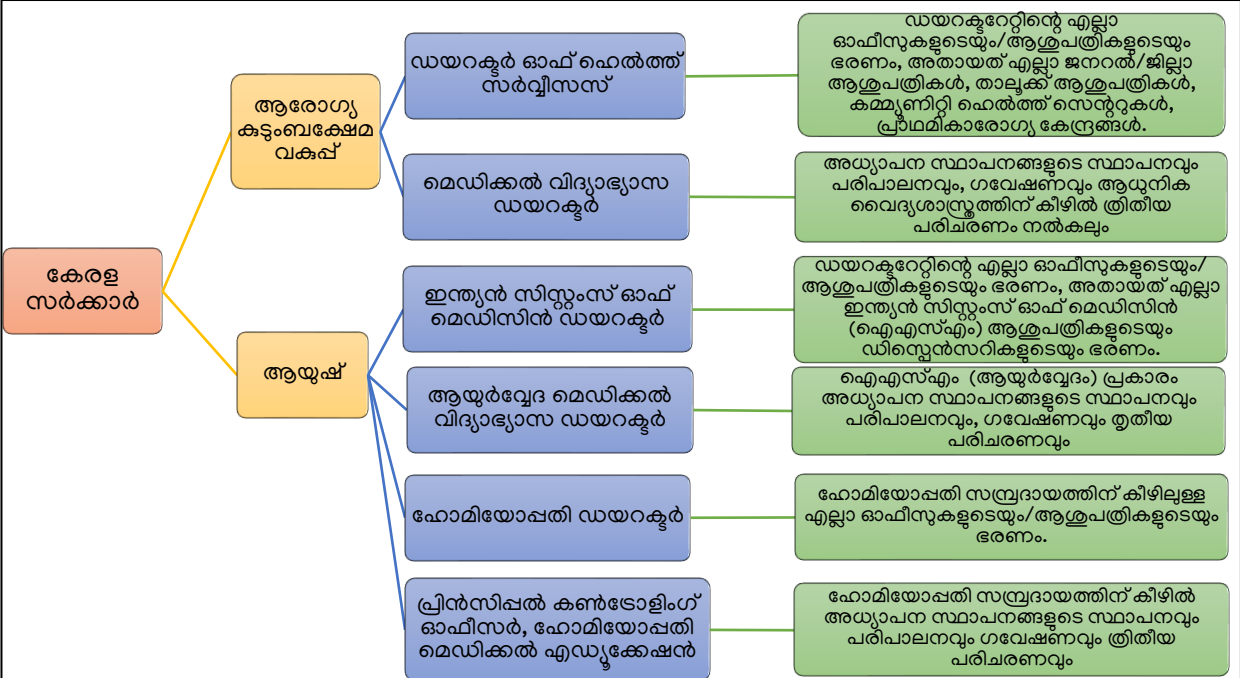 കേരള
സർക്കാർ
ആരോഗ്യ
കുടുംബക്ഷേമ
വകുപ്പ്
ആയുഷ്
ഡയറക്ടർ ഓഫ് ഹെൽത്ത്
സർവ്വീസസ്
ഡയറക്ടറേറ്റിന്റെ എല്ലാ
ഓഫീസുകളുടെയും/ആശുപത്രികളുടെയും
ഭരണം, അതായത് എല്ലാ ജനറൽ/ജില്ലാ
ആശുപത്രികൾ, താലൂക്ക് ആശുപത്രികൾ,
കമ്മ്യൂണിറ്റി ഹെൽത്ത് സെന്ററുകൾ,
പ്രാഥമികാരോഗ്യ കേന്ദ്രങ്ങൾ.
മെഡിക്കൽ വിദ്യാഭ്യാസ
ഡയറക്ടർ
അധ്യാപന സ്ഥാപനങ്ങളുടെ സ്ഥാപനവും
പരിപാലനവും, ഗവേഷണവും ആധുനിക
വൈദ്യശാസ്ത്രത്തിന് കീഴിൽ ത്രിതീയ
പരിചരണം നൽകലും
ഇന്ത്യൻ സിസ്റ്റംസ് ഓഫ്
മെഡിസിൻ ഡയറക്ടർ
ഡയറക്ടറേറ്റിന്റെ എല്ലാ ഓഫീസുകളുടെയും/
ആശുപത്രികളുടെയും ഭരണം, അതായത് എല്ലാ
ഇന്ത്യൻ സിസ്റ്റംസ് ഓഫ് മെഡിസിൻ
(ഐഎസ്എം) ആശുപത്രികളുടെയും
ഡിസ്പെൻസറികളുടെയും ഭരണം.
ആയുർവ്വേദ മെഡിക്കൽ
വിദ്യാഭ്യാസ ഡയറക്ടർ
ഐഎസ്എം (ആയുർവ്വേദം) പ്രകാരം
അധ്യാപന സ്ഥാപനങ്ങളുടെ സ്ഥാപനവും
പരിപാലനവും, ഗവേഷണവും തൃതീയ
പരിചരണവും
ഹോമിയോപ്പതി ഡയറക്ടർ
ഹോമിയോപ്പതി സമ്പ്രദായത്തിന് കീഴിലുള്ള
എല്ലാ ഓഫീസുകളുടെയും/ആശുപത്രികളുടെയും
ഭരണം.
പ്രിൻസിപ്പൽ കൺട്രോളിംഗ്
ഓഫീസർ, ഹോമിയോപ്പതി
മെഡിക്കൽ എഡ്യൂക്കേഷൻ
ഹോമിയോപ്പതി സമ്പ്രദായത്തിന് കീഴിൽ
അധ്യാപന സ്ഥാപനങ്ങളുടെ സ്ഥാപനവും
പരിപാലനവും ഗവേഷണവും ത്രിതീയ
പരിചരണവും